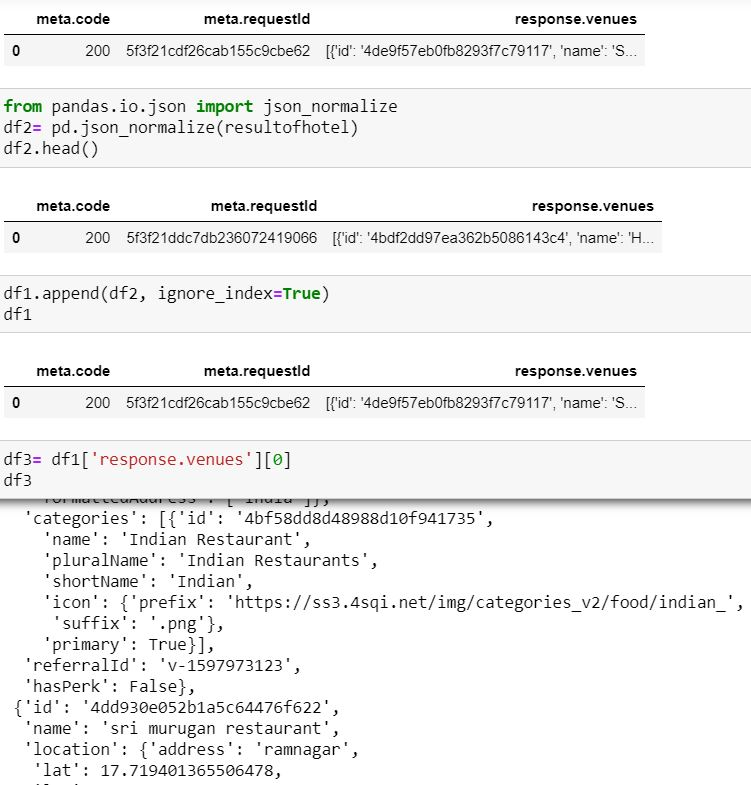 meta.code meta.requestId response.venues
0 200 5f3f21cdf26cab155c9cbe62 [{'id': '4de9f57eb0fb8293f7c79117', 'name': 'S...
from pandas.io.json import json_normalize
df2= pd.json_normalize(resultofhotel)
df2.head()
meta.code meta.requestId response.venues
0 200 5f3f21ddc7db236072419066 [{'id': '4bdf2dd97ea362b5086143c4', 'name': 'H...
df1.append(df2, ignore_index=True)
df1
meta.code meta.requestId response.venues
0 200 5f3f21cdf26cab155c9cbe62 [{'id': '4de9f57eb0fb8293f7c79117', 'name': 'S...
df3= df1['response.venues'][0]
df3
'formattedAddress': ['India']},
'categories': [{'id': '4bf58dd8d48988d10f941735',
'name': 'Indian Restaurant',
'pluralName': 'Indian Restaurants',
'shortName': 'Indian',
'icon': {'prefix': 'https://ss3.4sqi.net/img/categories_v2/food/indian_',
'suffix': '.png'},
'primary': True}],
'referralId': 'v-1597973123',
'hasPerk': False},
{'id': '4dd930e052b1a5c64476f622',
'name': 'sri murugan restaurant',
'location': {'address': 'ramnagar',
'lat': 17.719401365506478,